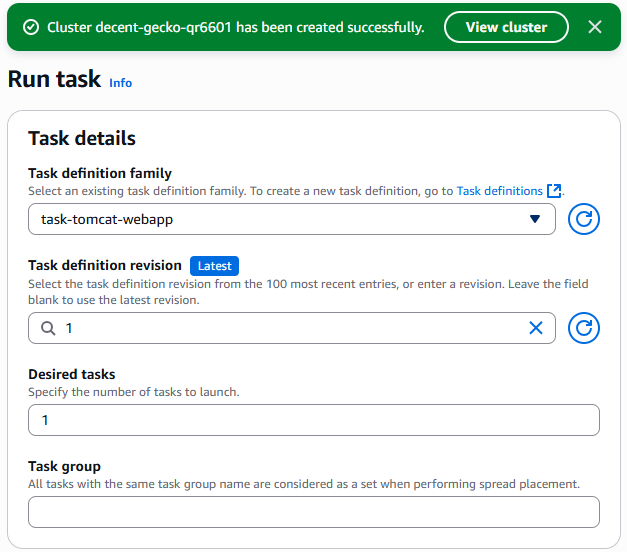 Cluster decent-gecko-qr6601 has been created successfully. View cluster
Run task Info
Task details
Task definition family
Select an existing task definition family. To create a new task definition, go to Task definitions.
task-tomcat-webapp
Task definition revision Latest
Select the task definition revision from the 100 most recent entries, or enter a revision. Leave the field
blank to use the latest revision.
1
Desired tasks
Specify the number of tasks to launch.
1
Task group
All tasks with the same task group name are considered as a set when performing spread placement.